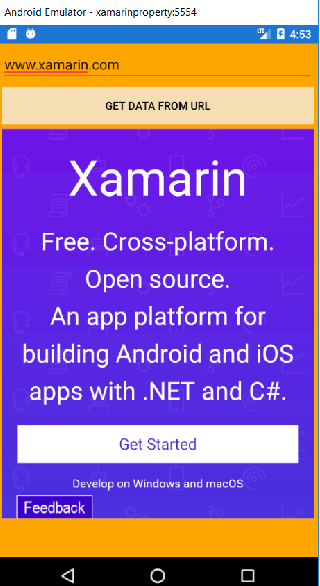 Android Emulator - xamarinproperty:5554
4:53
www.xamarin.com
GET DATA FROM URL
Xamarin
Free. Cross-platform.
Open source.
An app platform for
building Android and iOS
apps with .NET and C#.
Get Started
Develop on Windows and macOS
Feedback